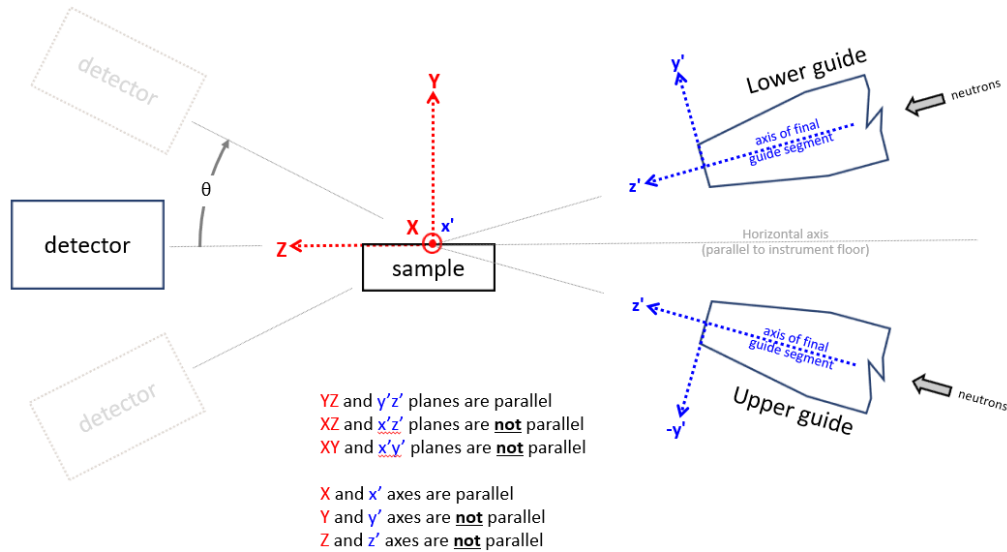 detector
θ
detector
detector
Y
X
x'
Z
sample
y'
Lower guide
neutrons
axis of final
guide segment
z'
Horizontal axis
(parallel to instrument floor)
z'
axis of final
guide segment
neutrons
Upper guide
-y'
YZ and y'z' planes are parallel
XZ and x'z' planes are not parallel
XY and x'y' planes are not parallel
X and x' axes are parallel
Y and y' axes are not parallel
Z and z' axes are not parallel